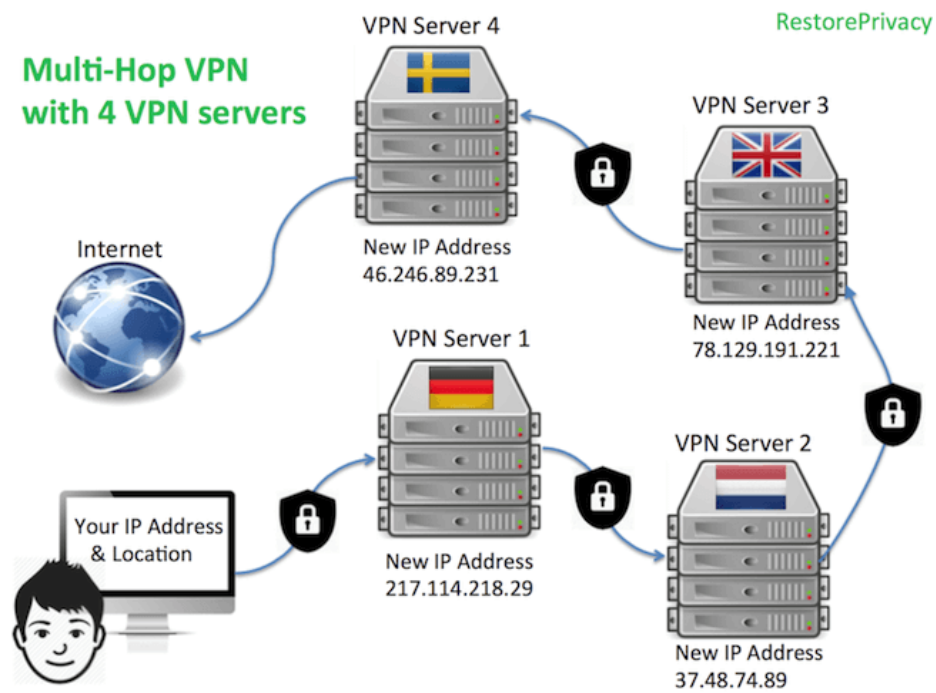 RestorePrivacy
Multi-Hop VPN
with 4 VPN servers
VPN Server 4
New IP Address
46.246.89.231
VPN Server 3
New IP Address
78.129.191.221
Internet
VPN Server 1
New IP Address
217.114.218.29
VPN Server 2
New IP Address
37.48.74.89
Your IP Address
& Location